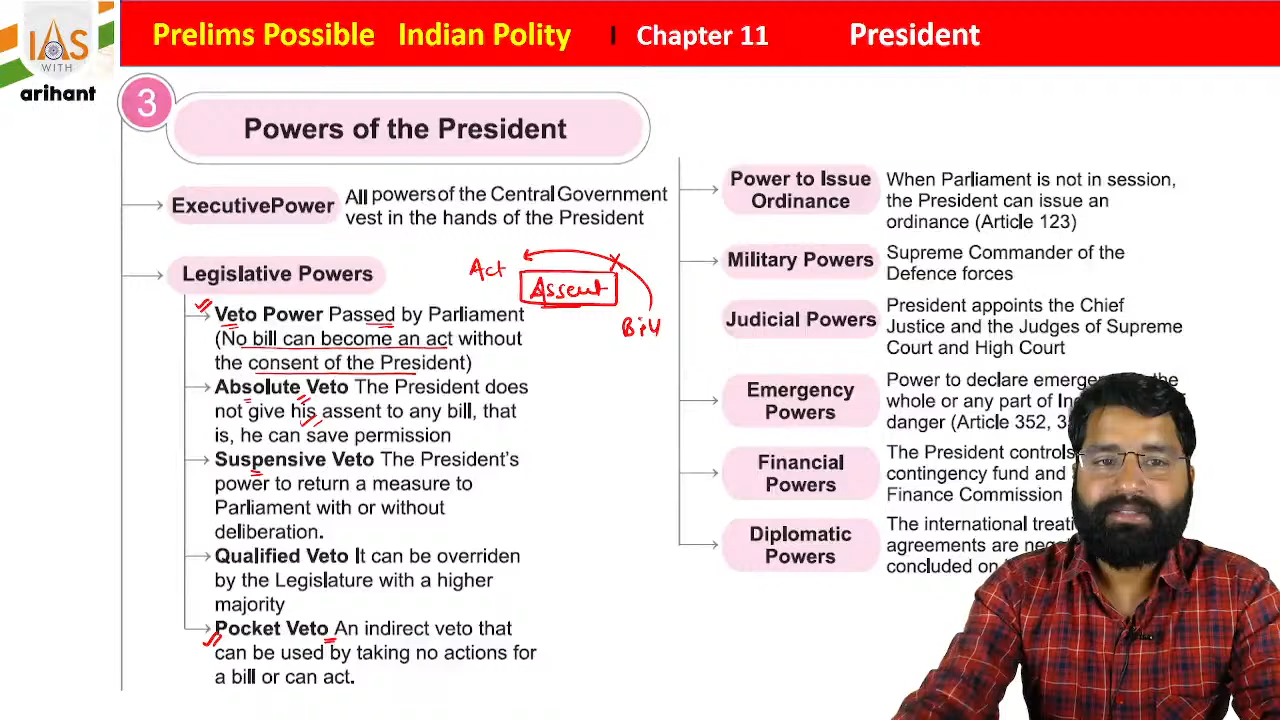 IAS
WITH
arihant
Prelims Possible Indian Polity | Chapter 11 President
3
Powers of the President
ExecutivePower
All powers of the Central Government
vest in the hands of the President
Legislative Powers
Act
Assent
Bill
Veto Power Passed by Parliament
(No bill can become an act without
the consent of the President)
Absolute Veto The President does
not give his assent to any bill, that
is, he can save permission
Suspensive Veto The President's
power to return a measure to
Parliament with or without
deliberation.
Qualified Veto It can be overriden
by the Legislature with a higher
majority
Pocket Veto An indirect veto that
can be used by taking no actions for
a bill or can act.
Power to Issue
Ordinance
When Parliament is not in session,
the President can issue an
ordinance (Article 123)
Military Powers
Supreme Commander of the
Defence forces
Judicial Powers
President appoints the Chief
Justice and the Judges of Supreme
Court and High Court
Emergency
Powers
Power to declare the
whole or any part of
danger (Article 352,
Financial
Powers
The President controls
contingency fund and
Finance Commission
Diplomatic
Powers
The international
agreements are
concluded on